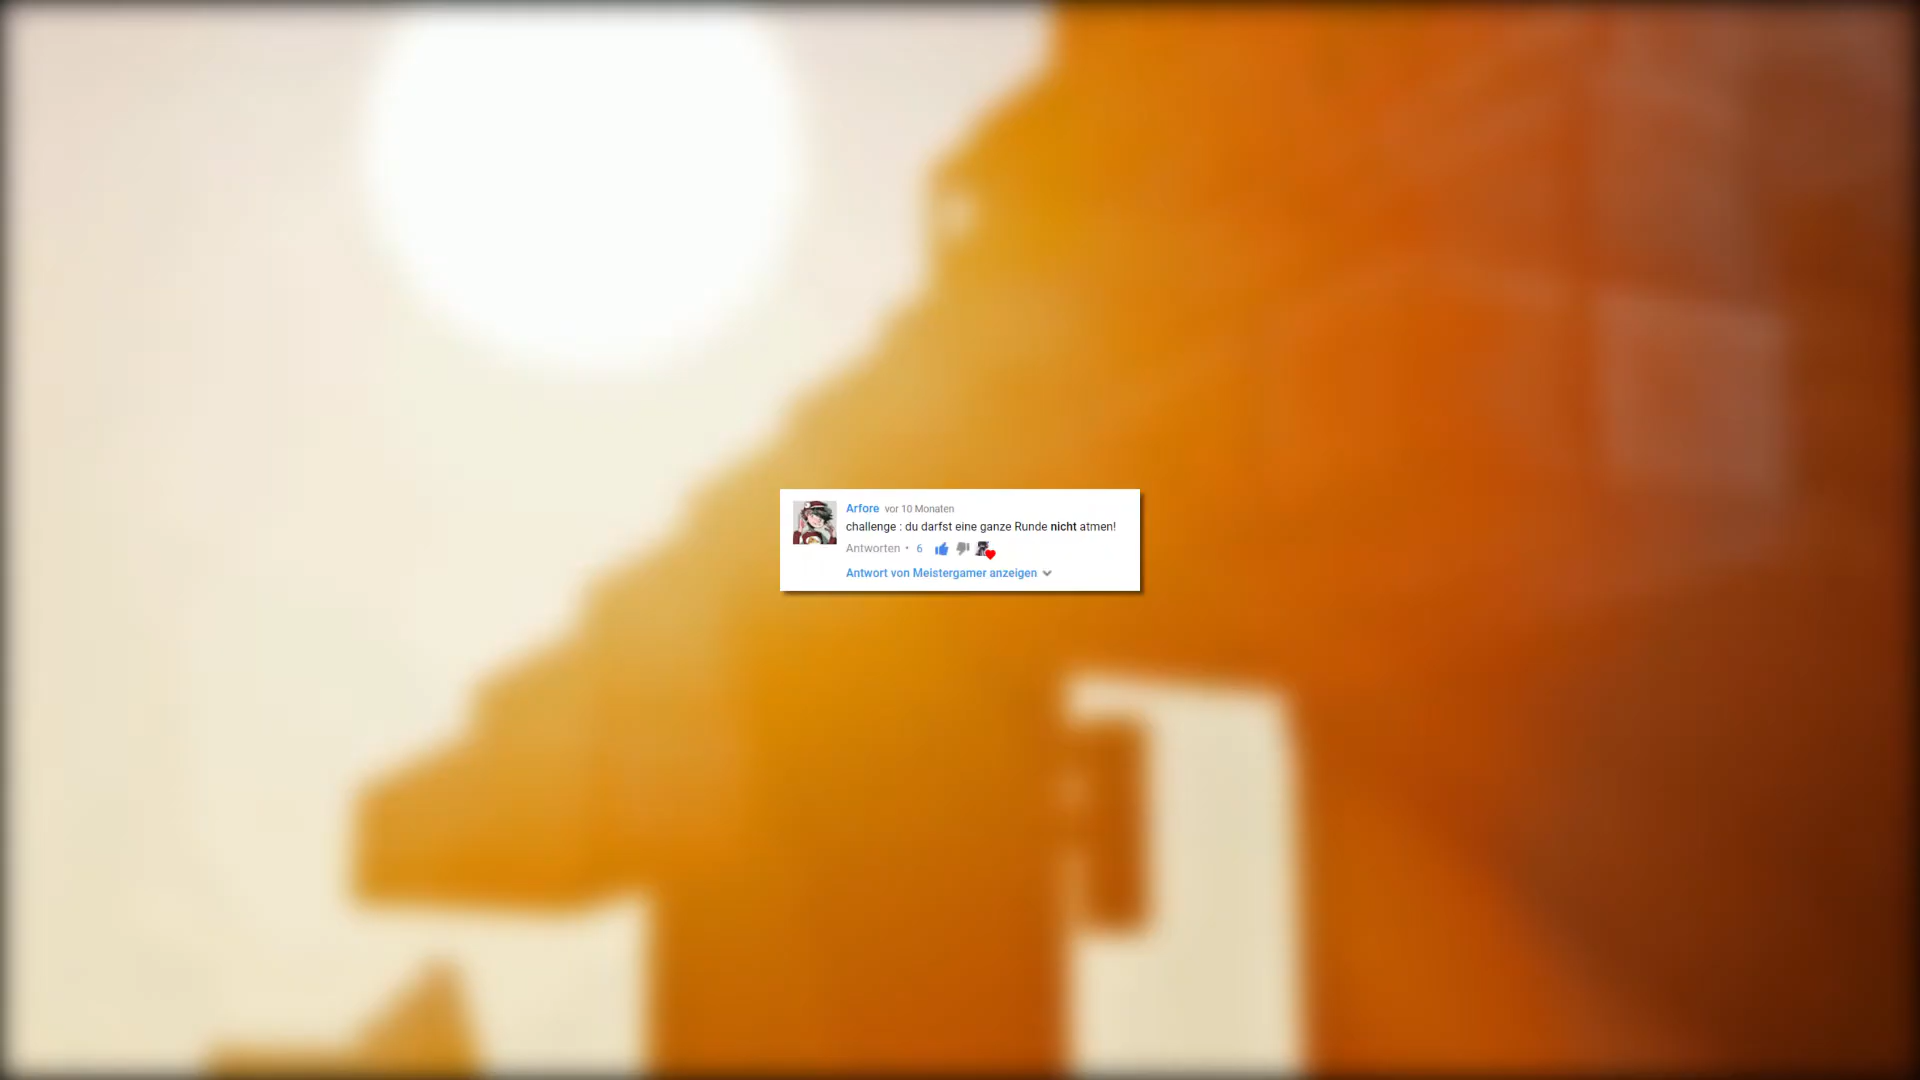 Arfore vor 10 Monaten
challenge : du darfst eine ganze Runde nicht atmen!
Antworten • 6
Antwort von Meistergamer anzeigen